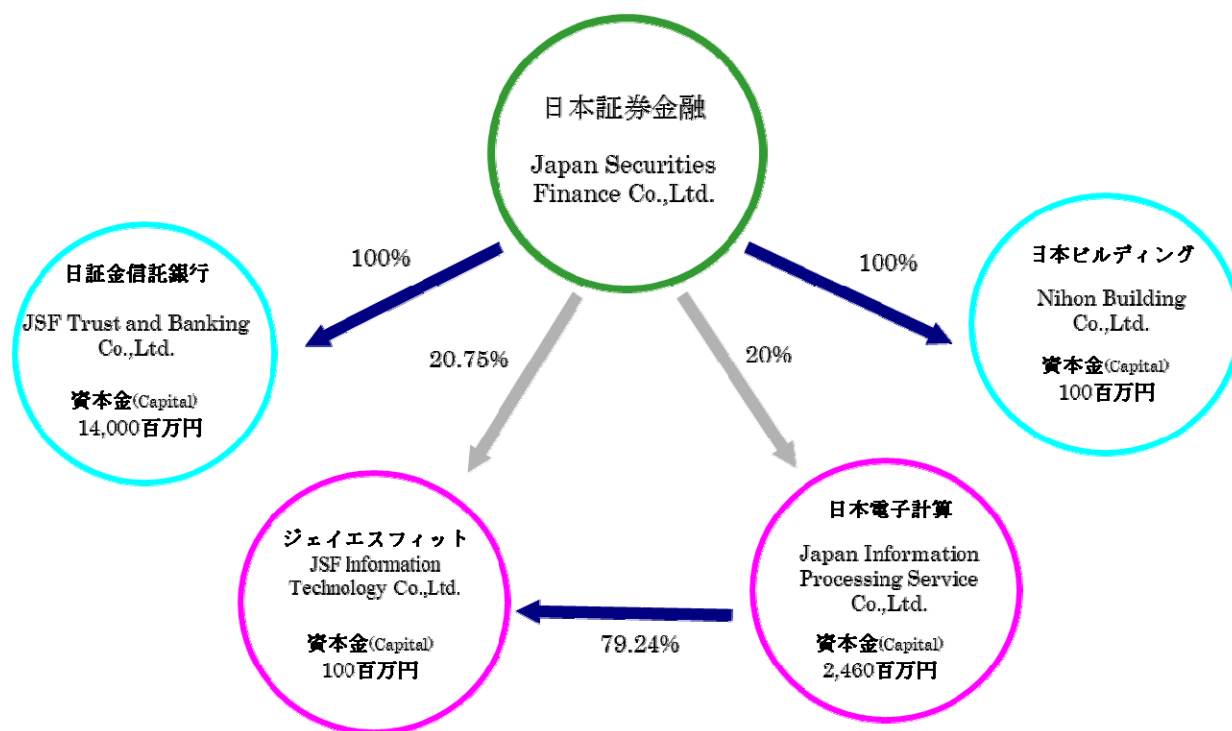 日本証券金融
Japan Securities
Finance Co.,Ltd.
100%
100%
20.75%
20%
日証金信託銀行
JSF Trust and Banking
Co.,Ltd.
資本金(Capital)
14,000百万円
日本ビルディング
Nihon Building
Co.,Ltd.
資本金(Capital)
100百万円
ジェイエスフィット
JSF Information
Technology Co.,Ltd.
資本金(Capital)
100百万円
79.24%
日本電子計算
Japan Information
Processing Service
Co.,Ltd.
資本金(Capital)
2,460百万円